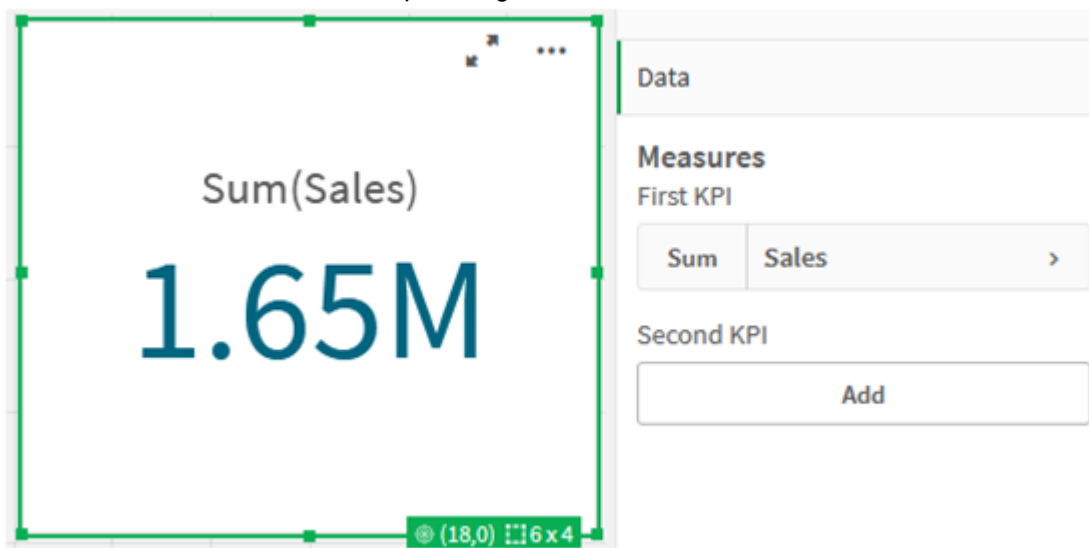 Sum(Sales)
1.65M
(18,0) 6 x 4
Data
Measures
First KPI
Sum Sales
Second KPI
Add